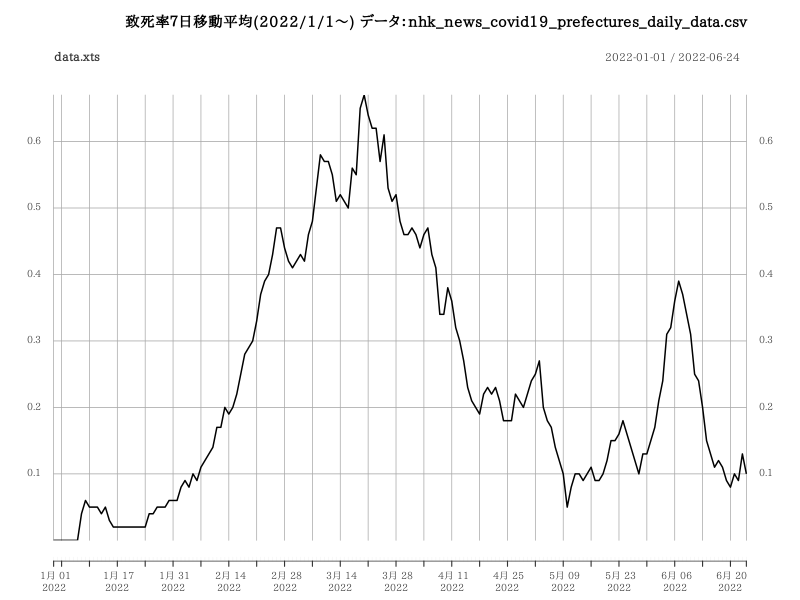 致死率7日移動平均(2022/1/1～) データ：nhk_news_covid19_prefectures_daily_data.csv
data.xts 2022-01-01 / 2022-06-24
0.6 0.6
0.5 0.5
0.4 0.4
0.3 0.3
0.2 0.2
0.1 0.1
1月 01 1月 17 1月 31 2月 14 2月 28 3月 14 3月 28 4月 11 4月 25 5月 09 5月 23 6月 06 6月 20
2022 2022 2022 2022 2022 2022 2022 2022 2022 2022 2022 2022 2022